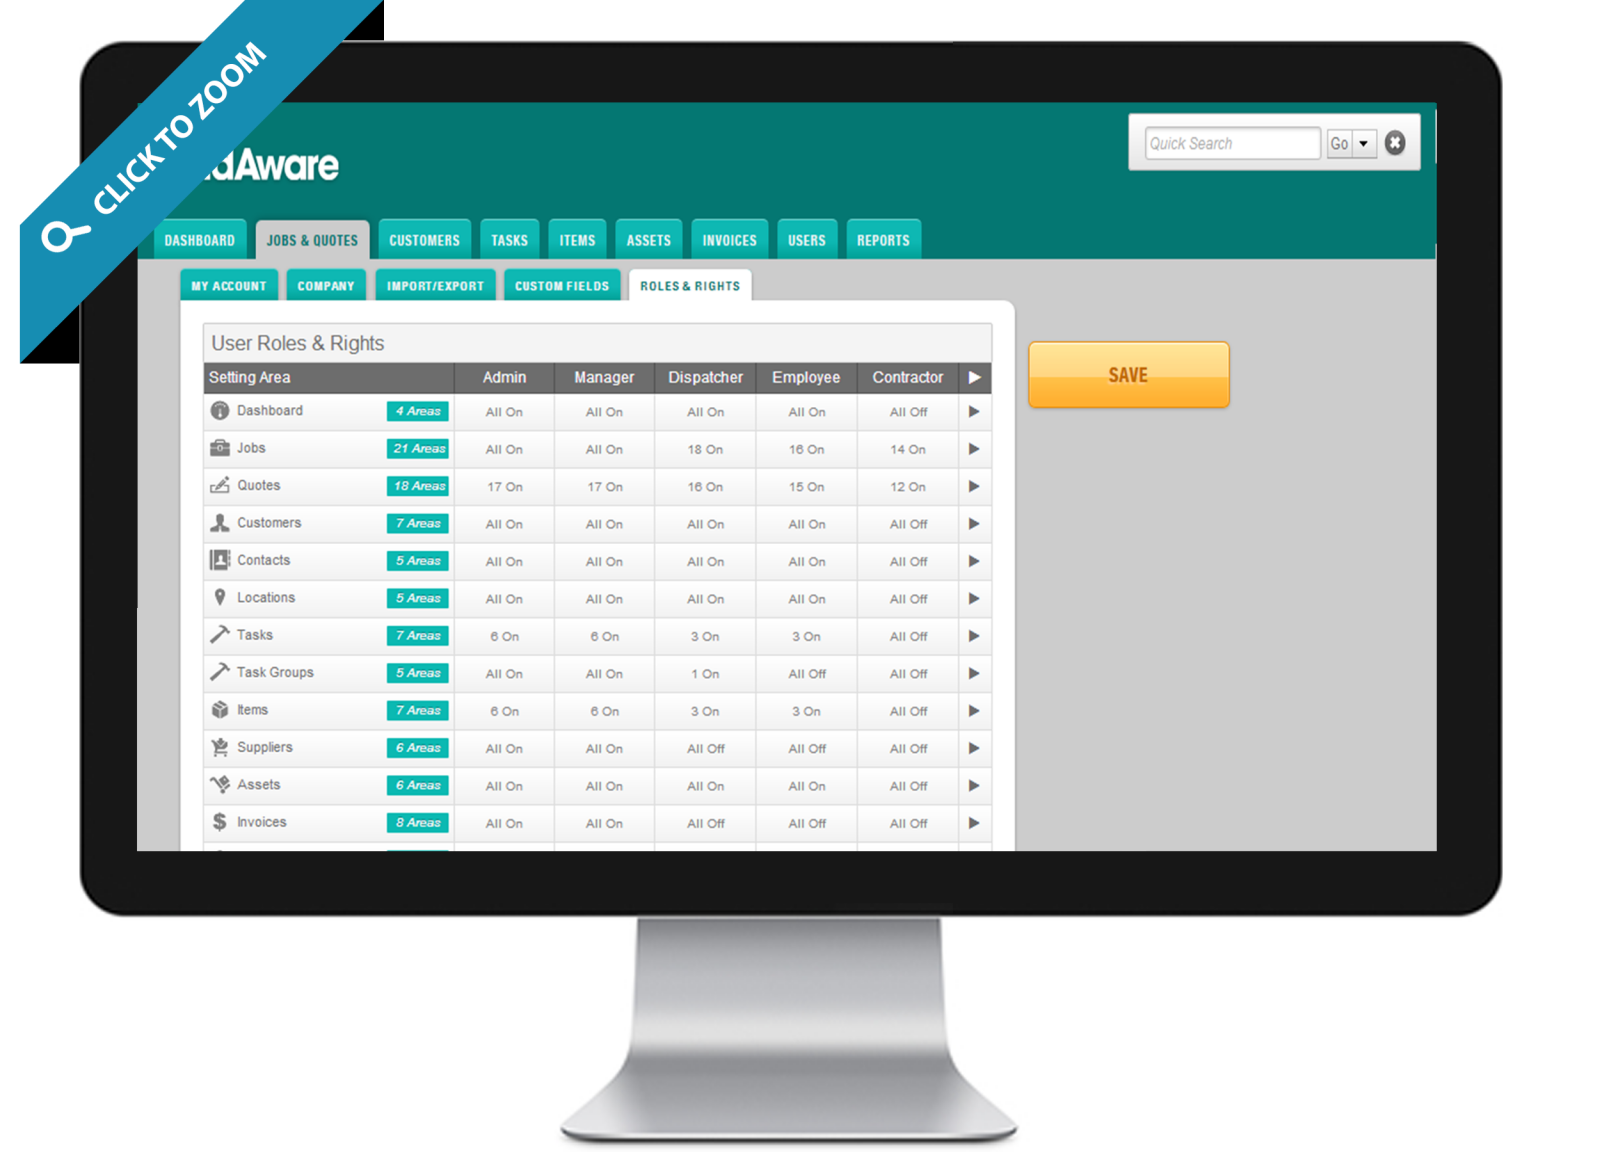 CLICK TO ZOOM
dAware
Quick Search Go
DASHBOARD JOBS & QUOTES CUSTOMERS TASKS ITEMS ASSETS INVOICES USERS REPORTS
MY ACCOUNT COMPANY IMPORT/EXPORT CUSTOM FIELDS ROLES & RIGHTS
User Roles & Rights
SAVE
Setting Area Admin Manager Dispatcher Employee Contractor
Dashboard 4 Areas All On All On All On All On All Off
Jobs 21 Areas All On All On 18 On 16 On 14 On
Quotes 18 Areas 17 On 17 On 16 On 15 On 12 On
Customers 7 Areas All On All On All On All On All Off
Contacts 5 Areas All On All On All On All On All Off
Locations 5 Areas All On All On All On All On All Off
Tasks 7 Areas 6 On 6 On 3 On 3 On All Off
Task Groups 5 Areas All On All On 1 On All Off All Off
Items 7 Areas 6 On 6 On 3 On 3 On All Off
Suppliers 6 Areas All On All On All Off All Off All Off
Assets 6 Areas All On All On All On All On All Off
Invoices 8 Areas All On All On All Off All Off All Off